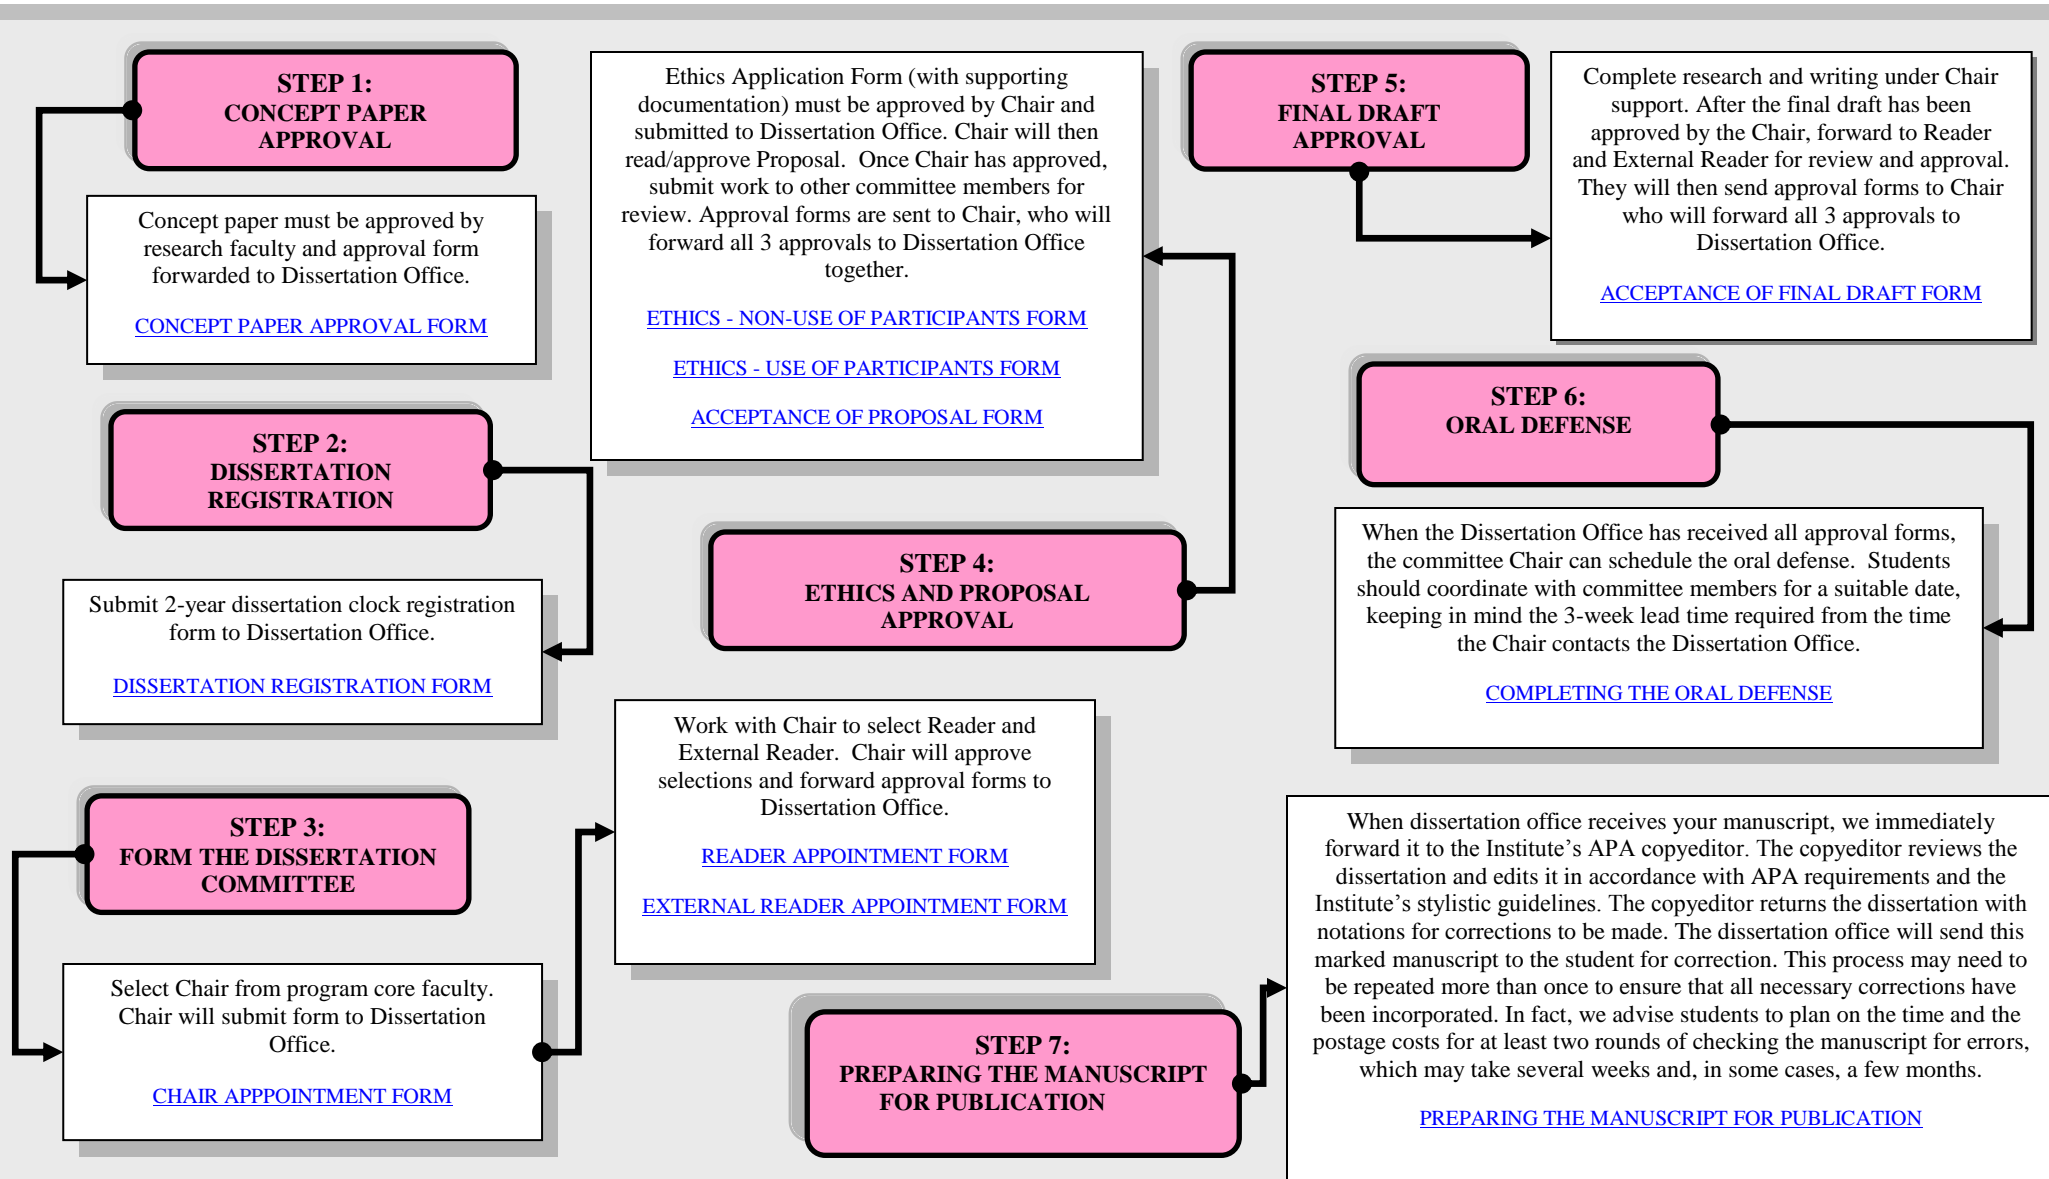 STEP 1:
CONCEPT PAPER
APPROVAL
Concept paper must be approved by
research faculty and approval form
forwarded to Dissertation Office.
CONCEPT PAPER APPROVAL FORM
STEP 2:
DISSERTATION
REGISTRATION
Submit 2-year dissertation clock registration
form to Dissertation Office.
DISSERTATION REGISTRATION FORM
STEP 3:
FORM THE DISSERTATION
COMMITTEE
Select Chair from program core faculty.
Chair will submit form to Dissertation
Office.
CHAIR APPPOINTMENT FORM
Work with Chair to select Reader and
External Reader.  Chair will approve
selections and forward approval forms to
Dissertation Office.
READER APPOINTMENT FORM
EXTERNAL READER APPOINTMENT FORM
STEP 4:
ETHICS AND PROPOSAL
APPROVAL
Ethics Application Form (with supporting
documentation) must be approved by Chair and
submitted to Dissertation Office. Chair will then
read/approve Proposal.  Once Chair has approved,
submit work to other committee members for
review. Approval forms are sent to Chair, who will
forward all 3 approvals to Dissertation Office
together.
ETHICS - NON-USE OF PARTICIPANTS FORM
ETHICS - USE OF PARTICIPANTS FORM
ACCEPTANCE OF PROPOSAL FORM
STEP 5:
FINAL DRAFT
APPROVAL
Complete research and writing under Chair
support. After the final draft has been
approved by the Chair, forward to Reader
and External Reader for review and approval.
They will then send approval forms to Chair
who will forward all 3 approvals to
Dissertation Office.
ACCEPTANCE OF FINAL DRAFT FORM
STEP 6:
ORAL DEFENSE
When the Dissertation Office has received all approval forms,
the committee Chair can schedule the oral defense.  Students
should coordinate with committee members for a suitable date,
keeping in mind the 3-week lead time required from the time
the Chair contacts the Dissertation Office.
COMPLETING THE ORAL DEFENSE
STEP 7:
PREPARING THE MANUSCRIPT
FOR PUBLICATION
When dissertation office receives your manuscript, we immediately
forward it to the Institute’s APA copyeditor. The copyeditor reviews the
dissertation and edits it in accordance with APA requirements and the
Institute’s stylistic guidelines. The copyeditor returns the dissertation with
notations for corrections to be made. The dissertation office will send this
marked manuscript to the student for correction. This process may need to
be repeated more than once to ensure that all necessary corrections have
been incorporated. In fact, we advise students to plan on the time and the
postage costs for at least two rounds of checking the manuscript for errors,
which may take several weeks and, in some cases, a few months.
PREPARING THE MANUSCRIPT FOR PUBLICATION